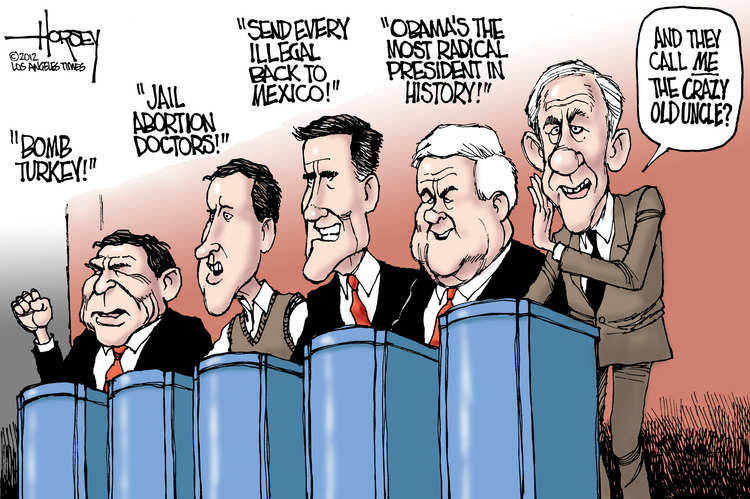 HORSEY
©2012
LOS ANGELES TIMES
"BOMB
TURKEY!"
"JAIL
ABORTION
DOCTORS!"
"SEND EVERY
ILLEGAL
BACK TO
MEXICO!"
"OBAMA'S THE
MOST RADICAL
PRESIDENT IN
HISTORY!"
AND THEY
CALL ME
THE CRAZY
OLD UNCLE?